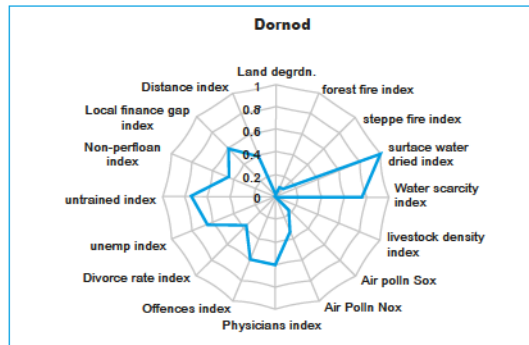 Dornod
Land degrdn.
forest fire index
steppe fire index
surtace water
dried index
Water scarcity
index
livestock density
index
Air polln Sox
Air Polln Nox
Physicians index
Offences index
Divorce rate index
unemp index
untrained index
Non-perfloan
index
Local finance gap
index
Distance index
1
0.8
0.6
0.4
0.2
0